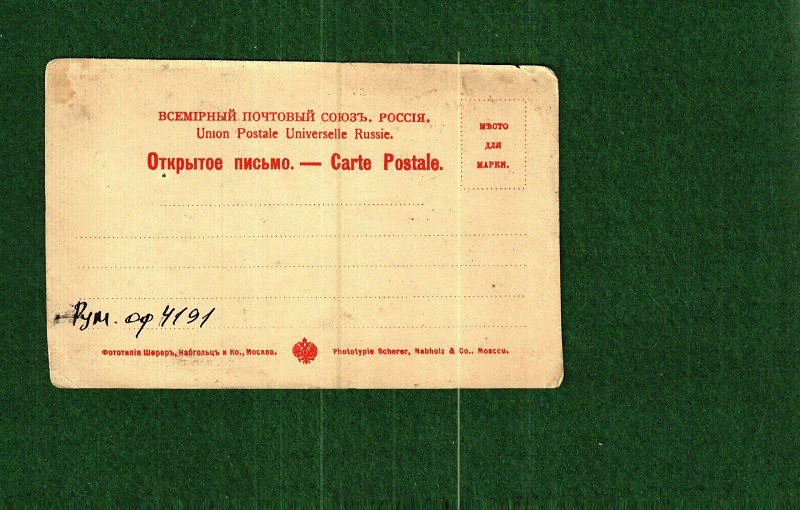 ВСЕМІРНЫЙ ПОЧТОВЫЙ СОЮЗЪ. РОССІЯ.
Union Postale Universelle Russie.
Открытое письмо. — Carte Postale.
МѢСТО
ДЛЯ
МАРКИ.
Рум. оф 4191
Фототипія Шереръ, Набгольцъ и Ко., Москва.
Phototypie Scherer, Nabholz & Co.. Moscou.